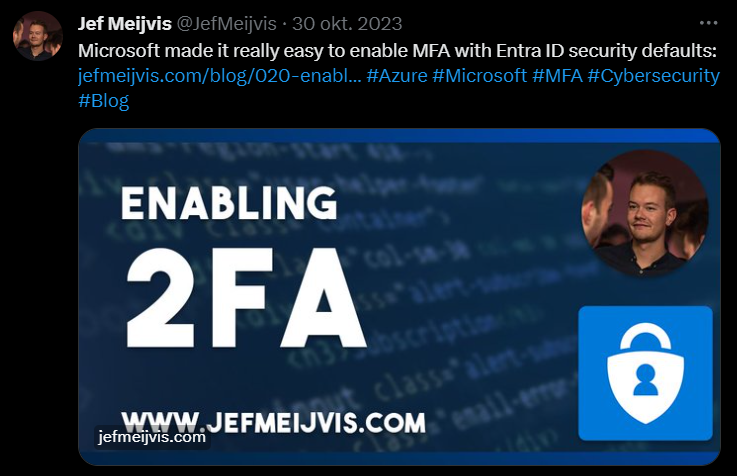 Jef Meijvis @JefMeijvis · 30 okt. 2023
Microsoft made it really easy to enable MFA with Entra ID security defaults:
jefmeijvis.com/blog/020-enabl... #Azure #Microsoft #MFA #Cybersecurity
#Blog
ENABLING
2FA
WWW.JEFMEIJVIS.COM
jefmeijvis.com